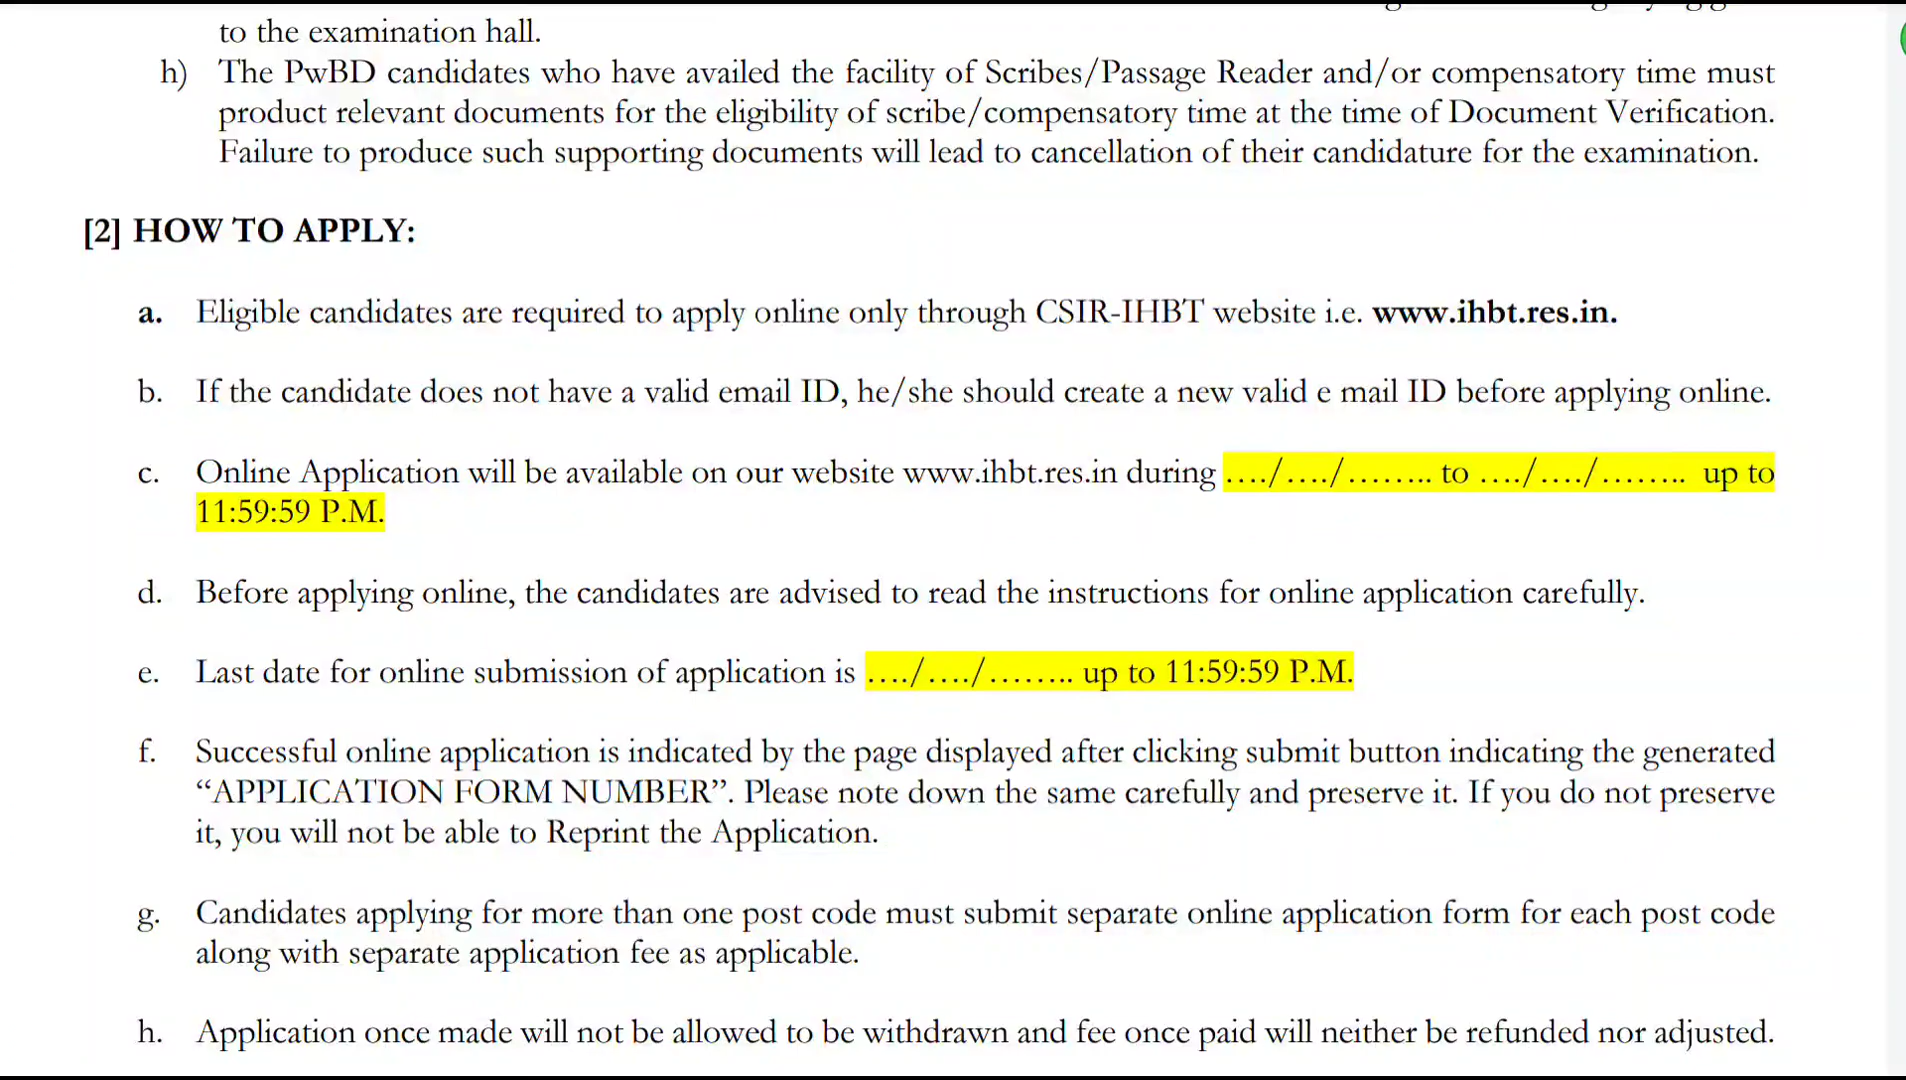 to the examination hall.
h) The PwBD candidates who have availed the facility of Scribes/Passage Reader and/or compensatory time must
product relevant documents for the eligibility of scribe/compensatory time at the time of Document Verification.
Failure to produce such supporting documents will lead to cancellation of their candidature for the examination.
[2] HOW TO APPLY:
a. Eligible candidates are required to apply online only through CSIR-IHBT website i.e. www.ihbt.res.in.
b. If the candidate does not have a valid email ID, he/she should create a new valid e mail ID before applying online.
c. Online Application will be available on our website www.ihbt.res.in during …./…./…….. to …./…./…….. up to
11:59:59 P.M.
d. Before applying online, the candidates are advised to read the instructions for online application carefully.
e. Last date for online submission of application is …./…./…….. up to 11:59:59 P.M.
f. Successful online application is indicated by the page displayed after clicking submit button indicating the generated
“APPLICATION FORM NUMBER”. Please note down the same carefully and preserve it. If you do not preserve
it, you will not be able to Reprint the Application.
g. Candidates applying for more than one post code must submit separate online application form for each post code
along with separate application fee as applicable.
h. Application once made will not be allowed to be withdrawn and fee once paid will neither be refunded nor adjusted.